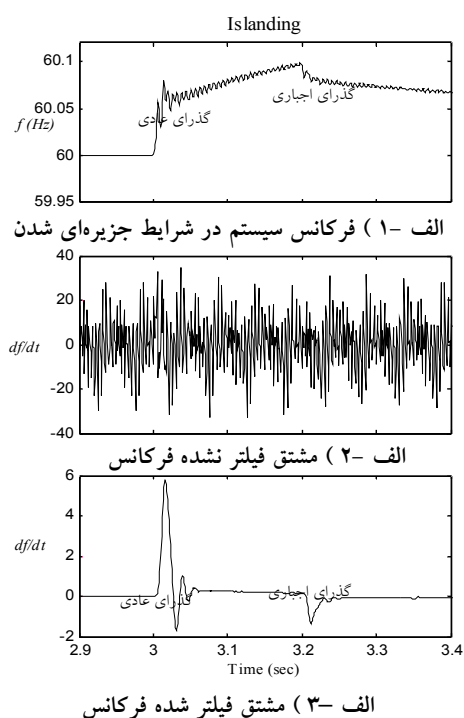 Islanding
60.1
60.05
f (Hz)
60
59.95
گذرای عادی
گذرای اجباری
الف -۱ ) فرکانس سیستم در شرایط جزیره‌ای شدن
40
20
df/dt
0
-20
-40
الف -۲ ) مشتق فیلتر نشده فرکانس
6
4
df/dt
2
0
-2
گذرای عادی
گذرای اجباری
2.9 3 3.1 3.2 3.3 3.4
Time (sec)
الف -۳ ) مشتق فیلتر شده فرکانس